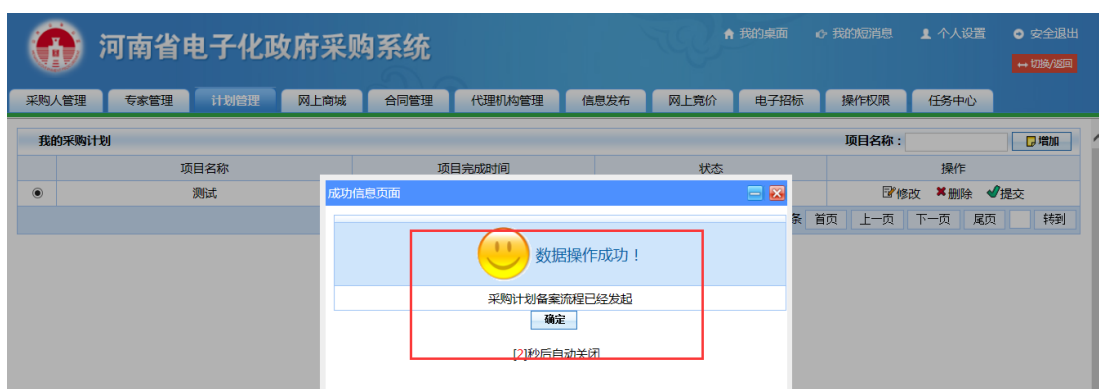 河南省电子化政府采购系统
我的桌面 我的短消息 个人设置 安全退出
切换/返回
采购人管理 专家管理 计划管理 网上商城 合同管理 代理机构管理 信息发布 网上竞价 电子招标 操作权限 任务中心
我的采购计划 项目名称： 增加
项目名称 项目完成时间 状态 操作
测试 修改 删除 提交
条 首页 上一页 下一页 尾页 转到
成功信息页面
数据操作成功！
采购计划备案流程已经发起
确定
[2]秒后自动关闭